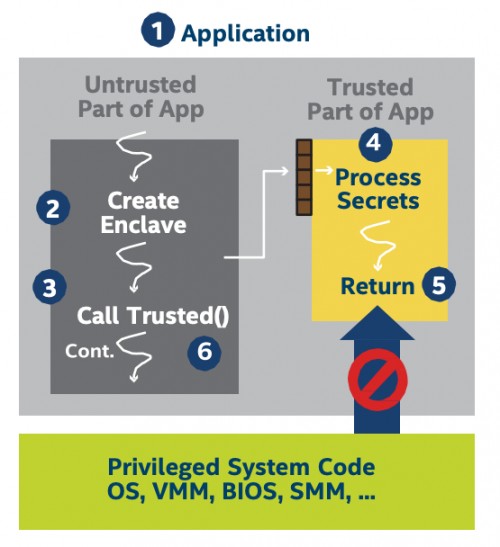 1 Application
Untrusted
Part of App
Trusted
Part of App
2
Create
Enclave
3
Call Trusted()
Cont.
6
4
Process
Secrets
Return
5
Privileged System Code
OS, VMM, BIOS, SMM, ...